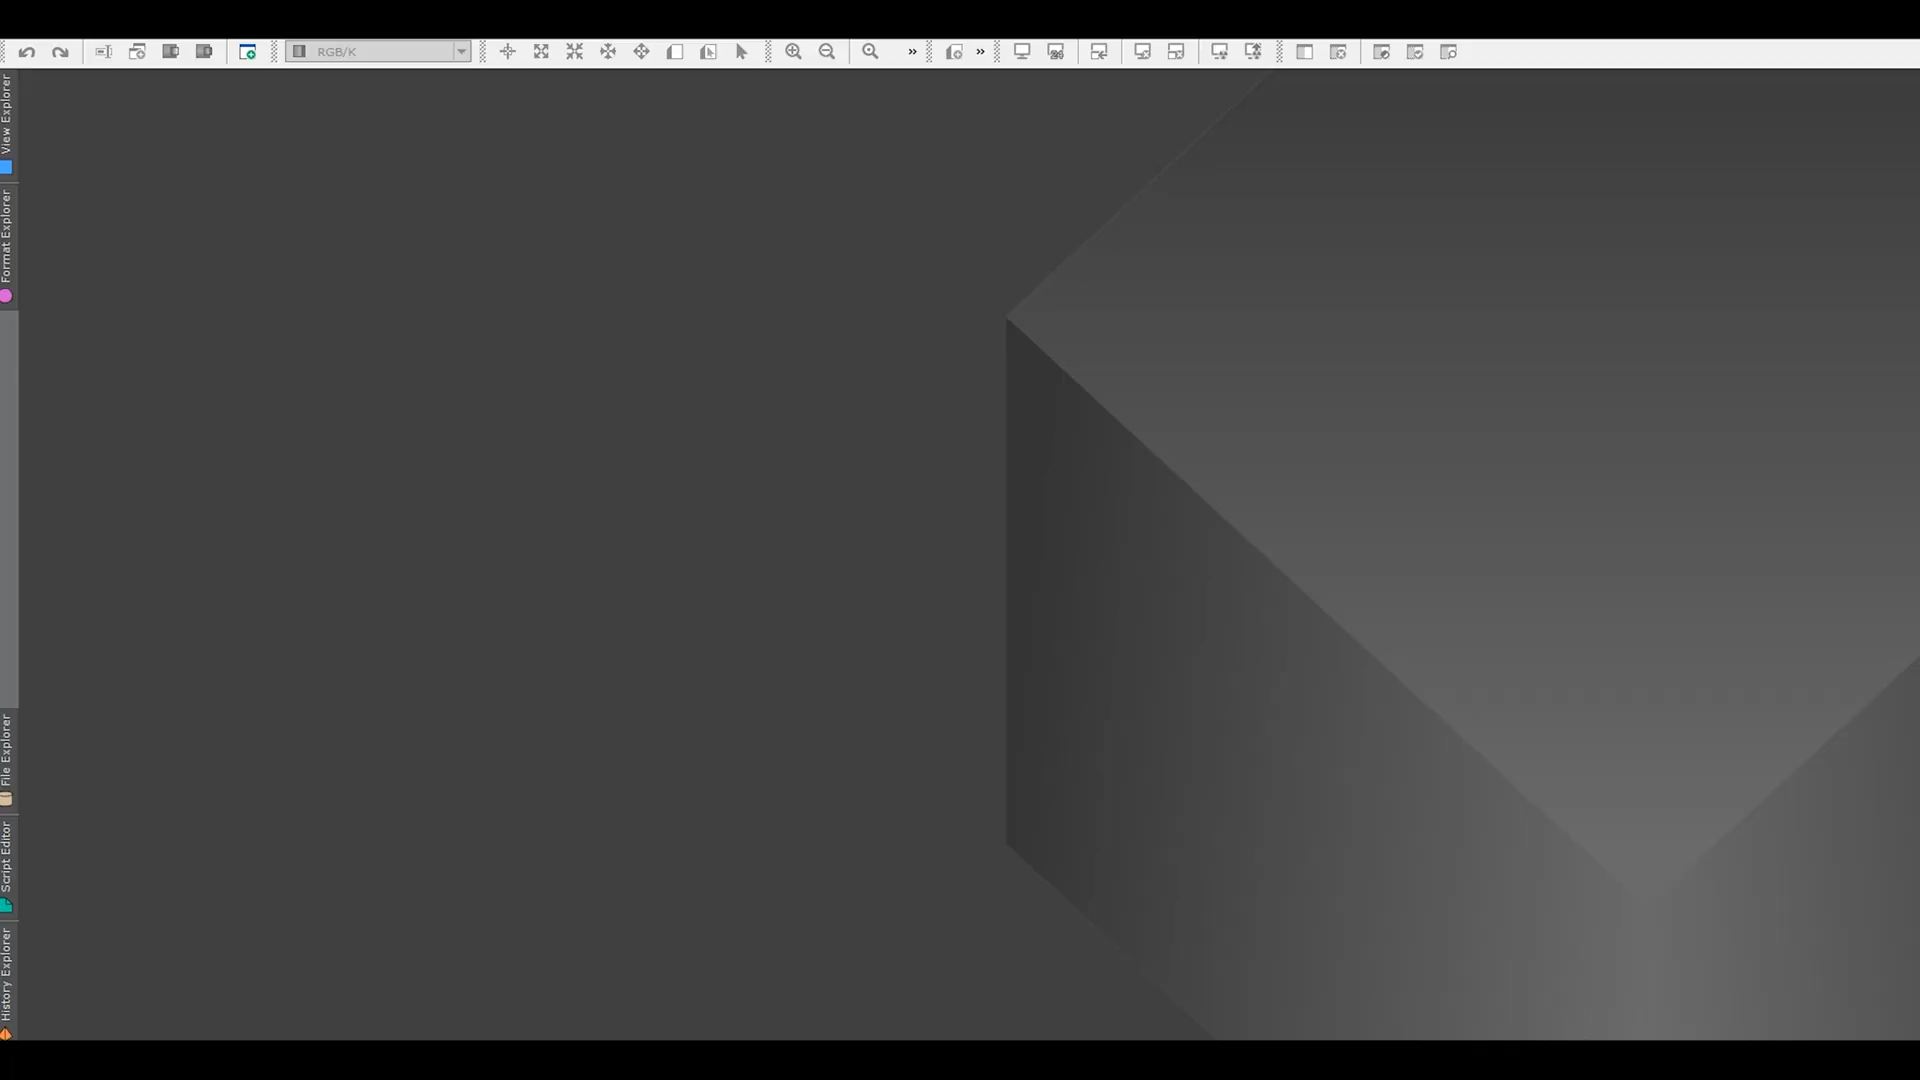 RGB/K
»
»
View Explorer
Format Explorer
File Explorer
Script Editor
History Explorer